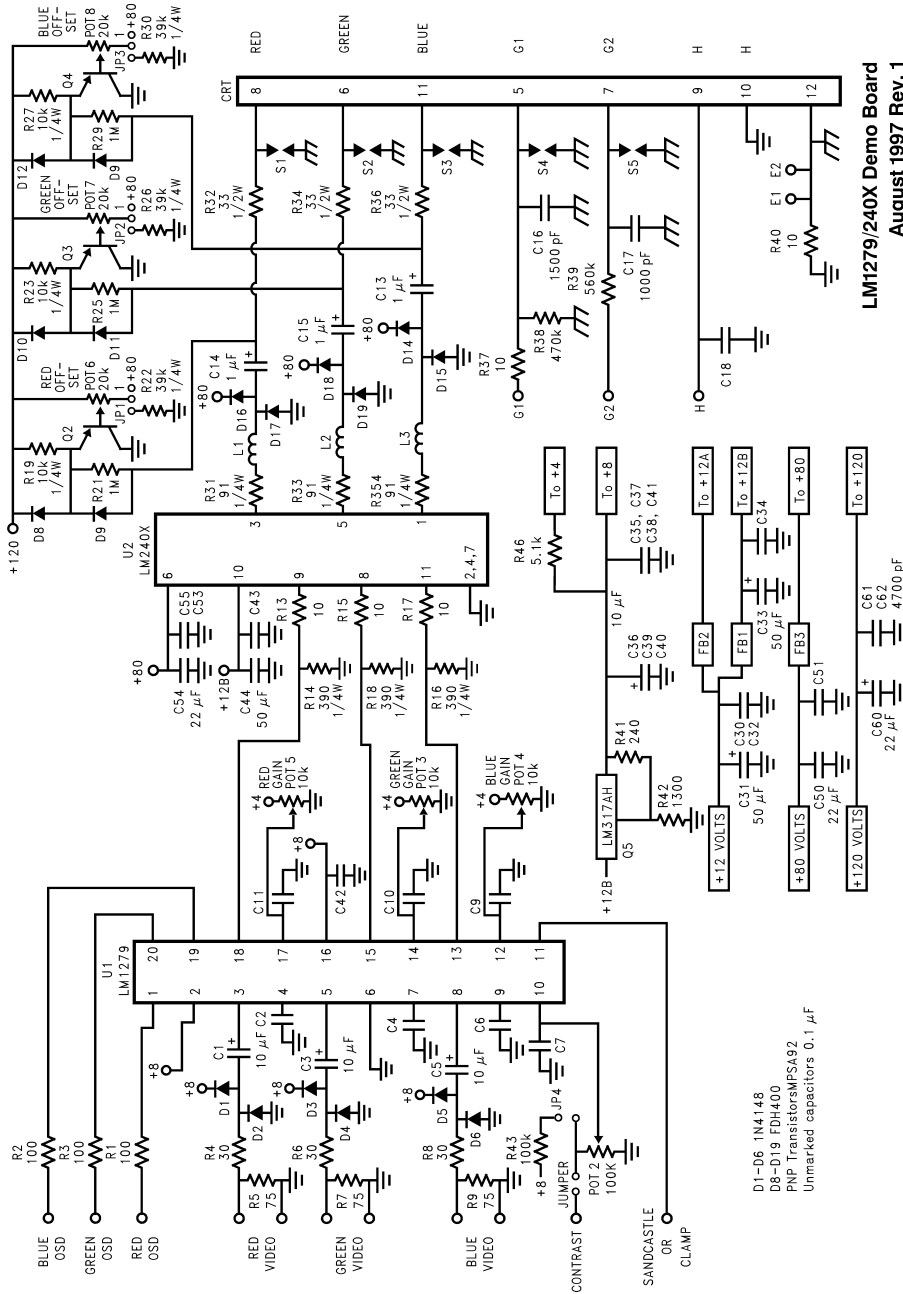 BLUE
OSD
GREEN
OSD
RED
OSD
R2
100
R3
100
R1
100
+8
RED
VIDEO
R5
75
R4
30
+8
D1
D2
C1
10 μF
+
C2
GREEN
VIDEO
R7
75
R6
30
+8
D3
D4
C3
10 μF
+
C4
BLUE
VIDEO
R9
75
R8
30
+8
D5
D6
C5
10 μF
+
C6
C7
CONTRAST
JUMPER
+8
R43
100k
JP4
POT 2
100K
SANDCASTLE
OR
CLAMP
U1
LM1279
1
2
3
4
5
6
7
8
9
10
20
19
18
17
16
15
14
13
12
11
C11
+4
RED
GAIN
POT 5
10k
+8
C42
C10
+4
GREEN
GAIN
POT 3
10k
C9
+4
BLUE
GAIN
POT 4
10k
+80
C54
22 μF
C55
C53
+12B
C44
50 μF
C43
R13
10
R14
390
1/4W
R15
10
R18
390
1/4W
R17
10
R16
390
1/4W
U2
LM240X
6
10
9
8
11
2,4,7
3
5
1
+120
D8
D9
R19
10k
1/4W
R21
1M
Q2
RED
OFF-
SET
POT6
20k
1
+80
JP1
R22
39k
1/4W
D10
D11
R23
10k
1/4W
R25
1M
Q3
GREEN
OFF-
SET
POT7
20k
1
+80
JP2
R26
39k
1/4W
D12
D9
R27
10k
1/4W
R29
1M
Q4
BLUE
OFF-
SET
POT8
20k
1
+80
JP3
R30
39k
1/4W
R31
91
1/4W
L1
+80
D16
D17
C14
1 μF
+
R32
33
1/2W
S1
R33
91
1/4W
L2
+80
D18
D19
C15
1 μF
+
R34
33
1/2W
S2
R354
91
1/4W
L3
+80
D14
D15
C13
1 μF
+
R36
33
1/2W
S3
CRT
8
6
11
5
7
9
10
12
RED
GREEN
BLUE
G1
G2
H
H
G1
R37
10
R38
470k
C16
1500 pF
S4
G2
R39
560k
C17
1000 pF
S5
H
C18
R40
10
E1
E2
+12B
LM317AH
Q5
R41
240
R42
1300
+
C36
C39
C40
10 μF
C35, C37
C38, C41
R46
5.1k
To +4
To +8
+12 VOLTS
+
C31
50 μF
C30
C32
FB2
FB1
+
C33
50 μF
C34
To +12A
To +12B
+80 VOLTS
C50
22 μF
C51
FB3
To +80
+120 VOLTS
+
C60
22 μF
C61
C62
4700 pF
To +120
D1-D6 1N4148
D8-D19 FDH400
PNP TransistorsMPSA92
Unmarked capacitors 0.1 μF
LM1279/240X Demo Board
August 1997 Rev. 1